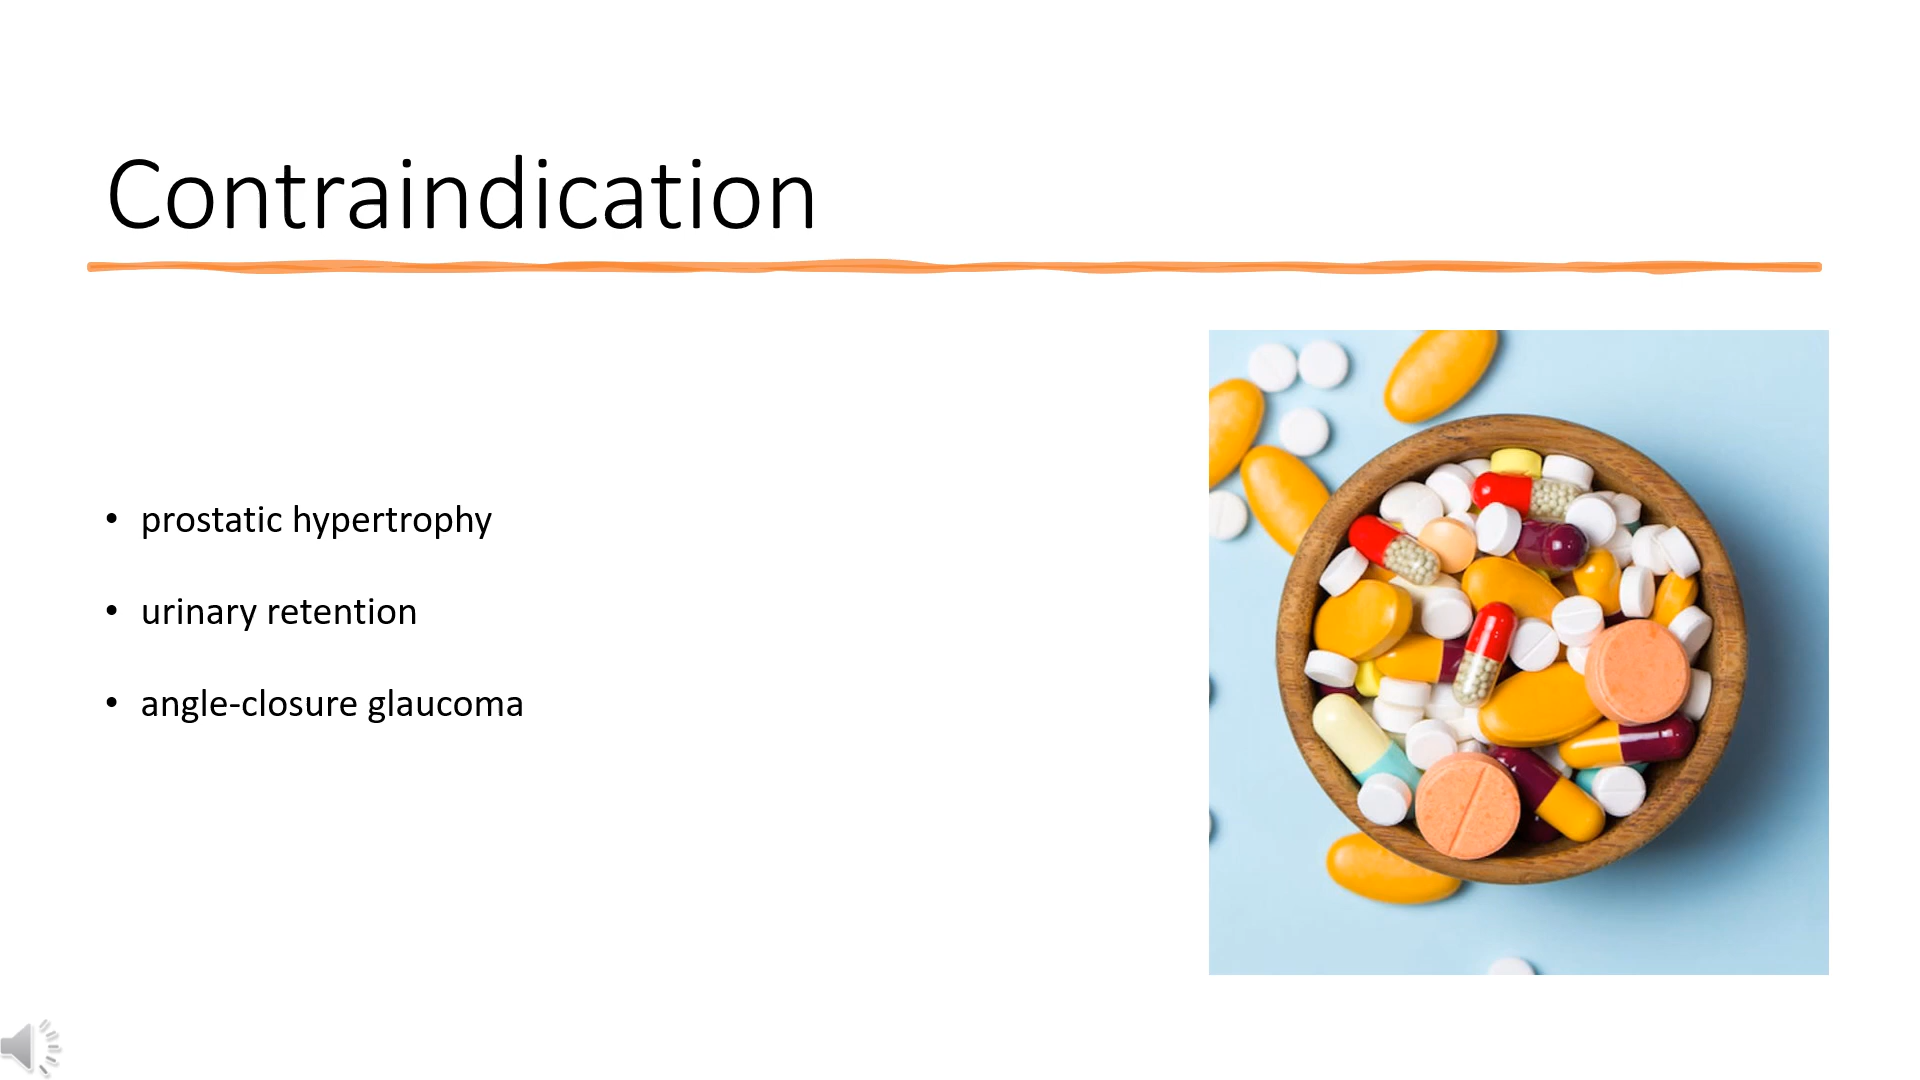 Contraindication
• prostatic hypertrophy
• urinary retention
• angle-closure glaucoma